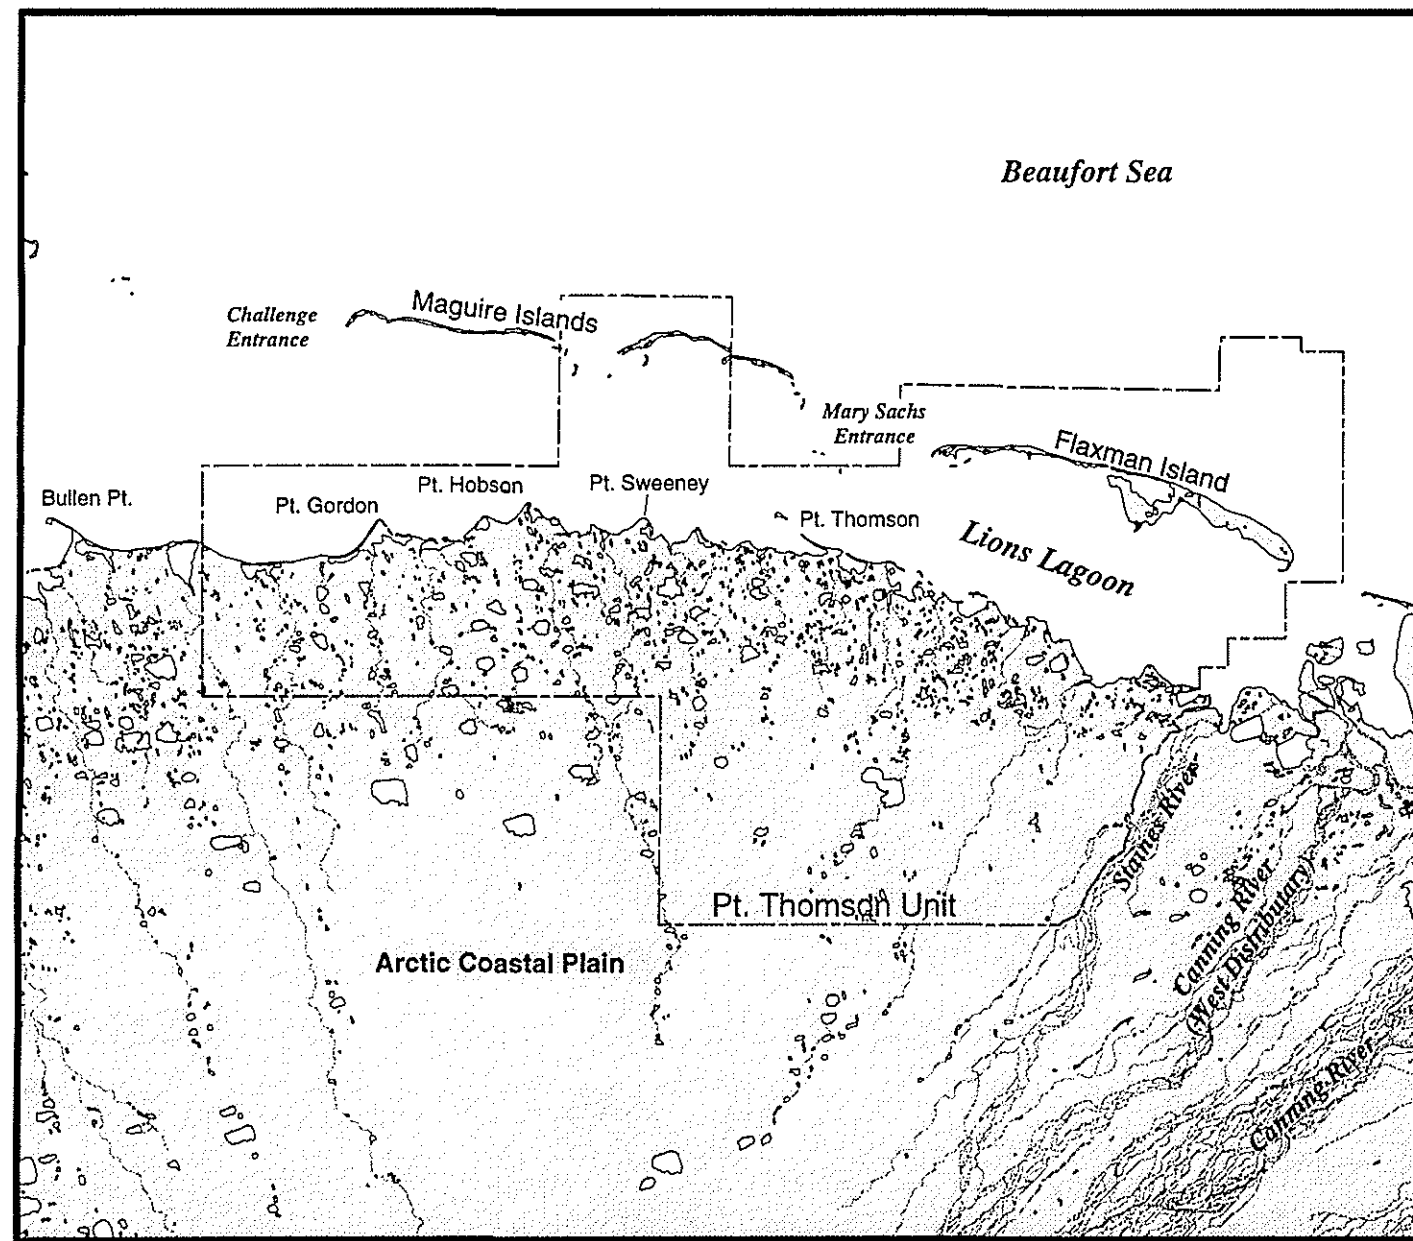 Beaufort Sea
Challenge
Entrance
Maguire Islands
Mary Sachs
Entrance
Flaxman Island
Bullen Pt.
Pt. Gordon
Pt. Hobson
Pt. Sweeney
Pt. Thomson
Lions Lagoon
Staines River
Pt. Thomson Unit
Arctic Coastal Plain
Canning River
(West Distributary)
Canning River